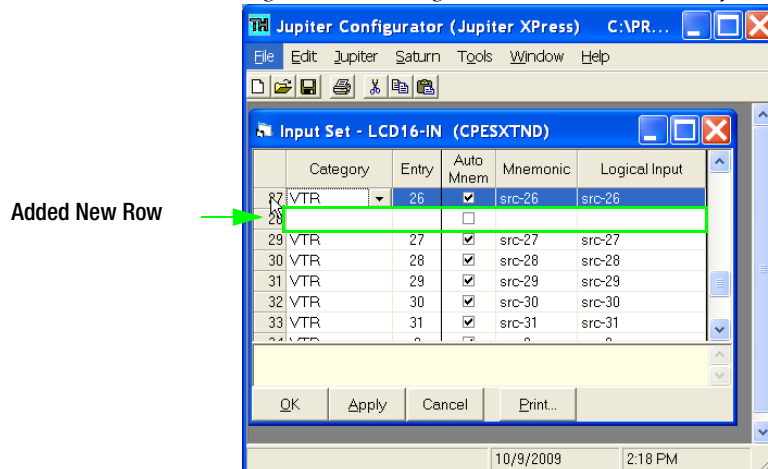 Jupiter Configurator (Jupiter XPress) C:\PR...
File Edit Jupiter Saturn Tools Window Help
Input Set - LCD16-IN (CPESXTND)
Category Entry Auto Mnem Mnemonic Logical Input
27 VTR 26 src-26 src-26
28
Added New Row
29 VTR 27 src-27 src-27
30 VTR 28 src-28 src-28
31 VTR 29 src-29 src-29
32 VTR 30 src-30 src-30
33 VTR 31 src-31 src-31
OK Apply Cancel Print...
10/9/2009 2:18 PM